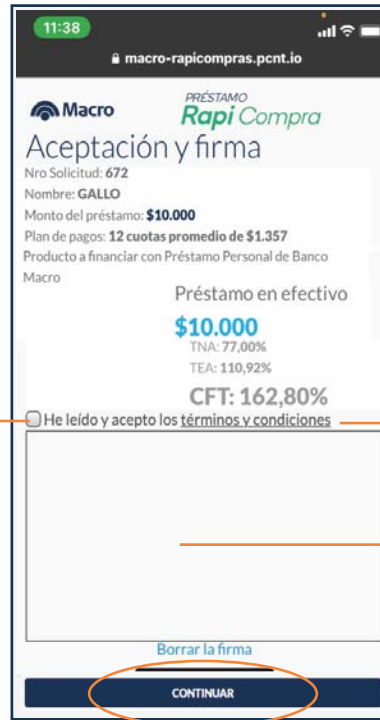 11:38
macro-rapicompras.pcnt.io
Macro
PRÉSTAMO
Rapi Compra
Aceptación y firma
Nro Solicitud: 672
Nombre: GALLO
Monto del préstamo: $10.000
Plan de pagos: 12 cuotas promedio de $1.357
Producto a financiar con Préstamo Personal de Banco
Macro
Préstamo en efectivo
$10.000
TNA: 77,00%
TEA: 110,92%
CFT: 162,80%
He leído y acepto los términos y condiciones
Borrar la firma
CONTINUAR